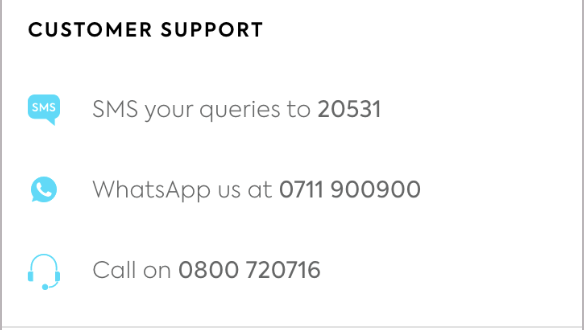 CUSTOMER SUPPORT
SMS SMS your queries to 20531
WhatsApp us at 0711 900900
Call on 0800 720716